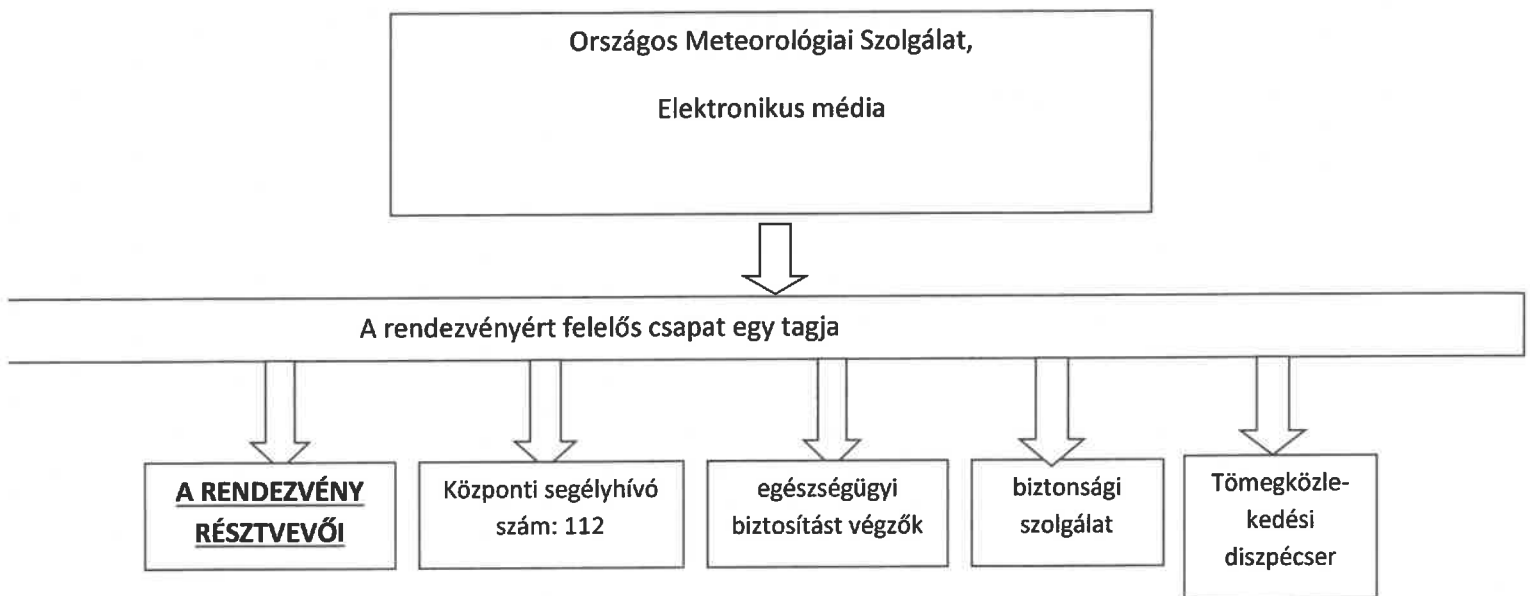 Országos Meteorológiai Szolgálat,
Elektronikus média
A rendezvényért felelős csapat egy tagja
A RENDEZVÉNY
RÉSZTVEVŐI
Központi segélyhívó
szám: 112
egészségügyi
biztosítást végzők
biztonsági
szolgálat
Tömegközle-
kedési
diszpécser